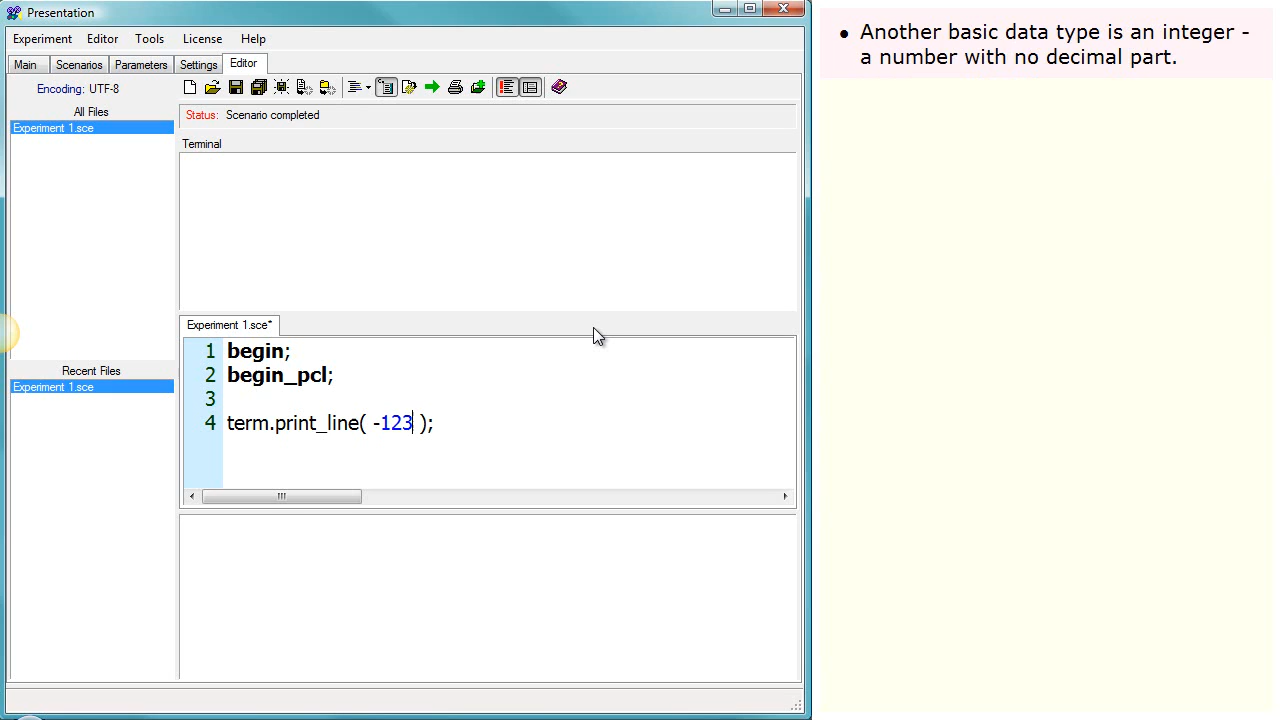 Presentation
Experiment Editor Tools License Help
Main Scenarios Parameters Settings Editor
Encoding: UTF-8
All Files
Experiment 1.sce
Status: Scenario completed
Terminal
Experiment 1.sce*
1 begin;
2 begin_pcl;
3
4 term.print_line( -123 );
Recent Files
Experiment 1.sce
• Another basic data type is an integer -
a number with no decimal part.